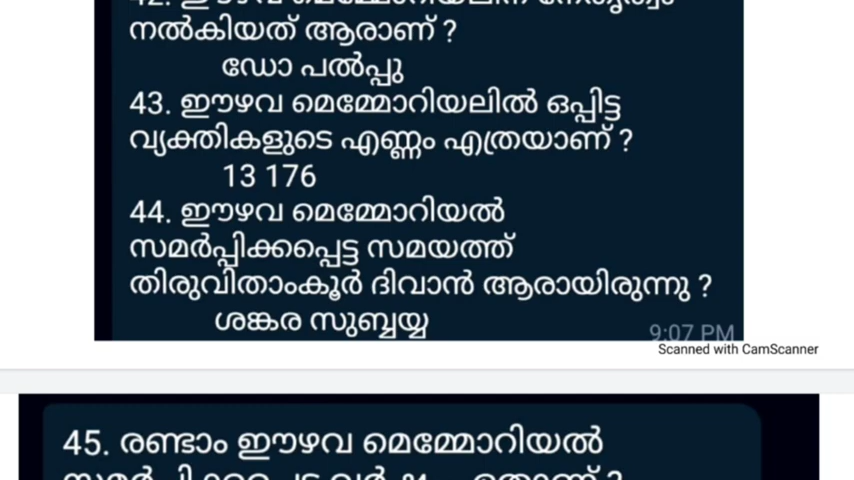 നൽകിയത് ആരാണ് ?
ഡോ പൽപ്പു
43. ഈഴവ മെമ്മോറിയലിൽ ഒപ്പിട്ട
വ്യക്തികളുടെ എണ്ണം എത്രയാണ് ?
13 176
44. ഈഴവ മെമ്മോറിയൽ
സമർപ്പിക്കപ്പെട്ട സമയത്ത്
തിരുവിതാംകൂർ ദിവാൻ ആരായിരുന്നു ?
ശങ്കര സുബ്ബയ്യ
9:07 PM
Scanned with CamScanner
45. രണ്ടാം ഈഴവ മെമ്മോറിയൽ